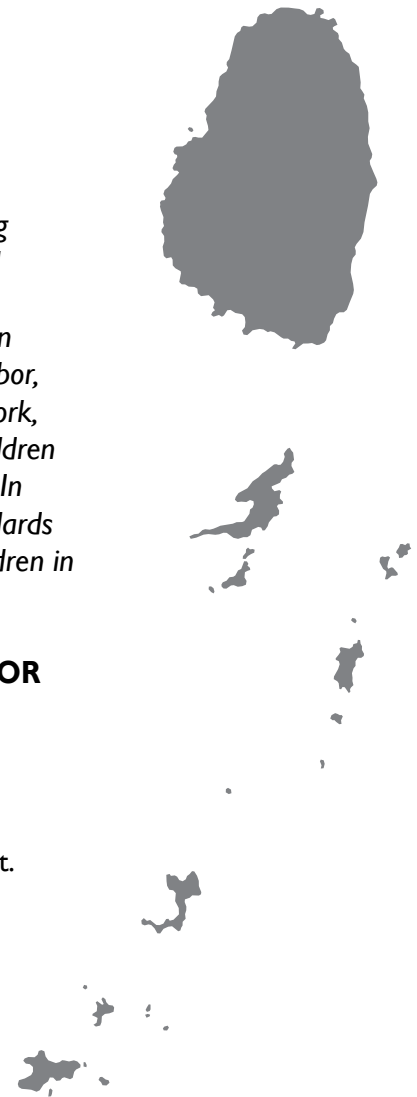 g
n
bor,
ork,
ldren
In
dards
dren in
OR
t.